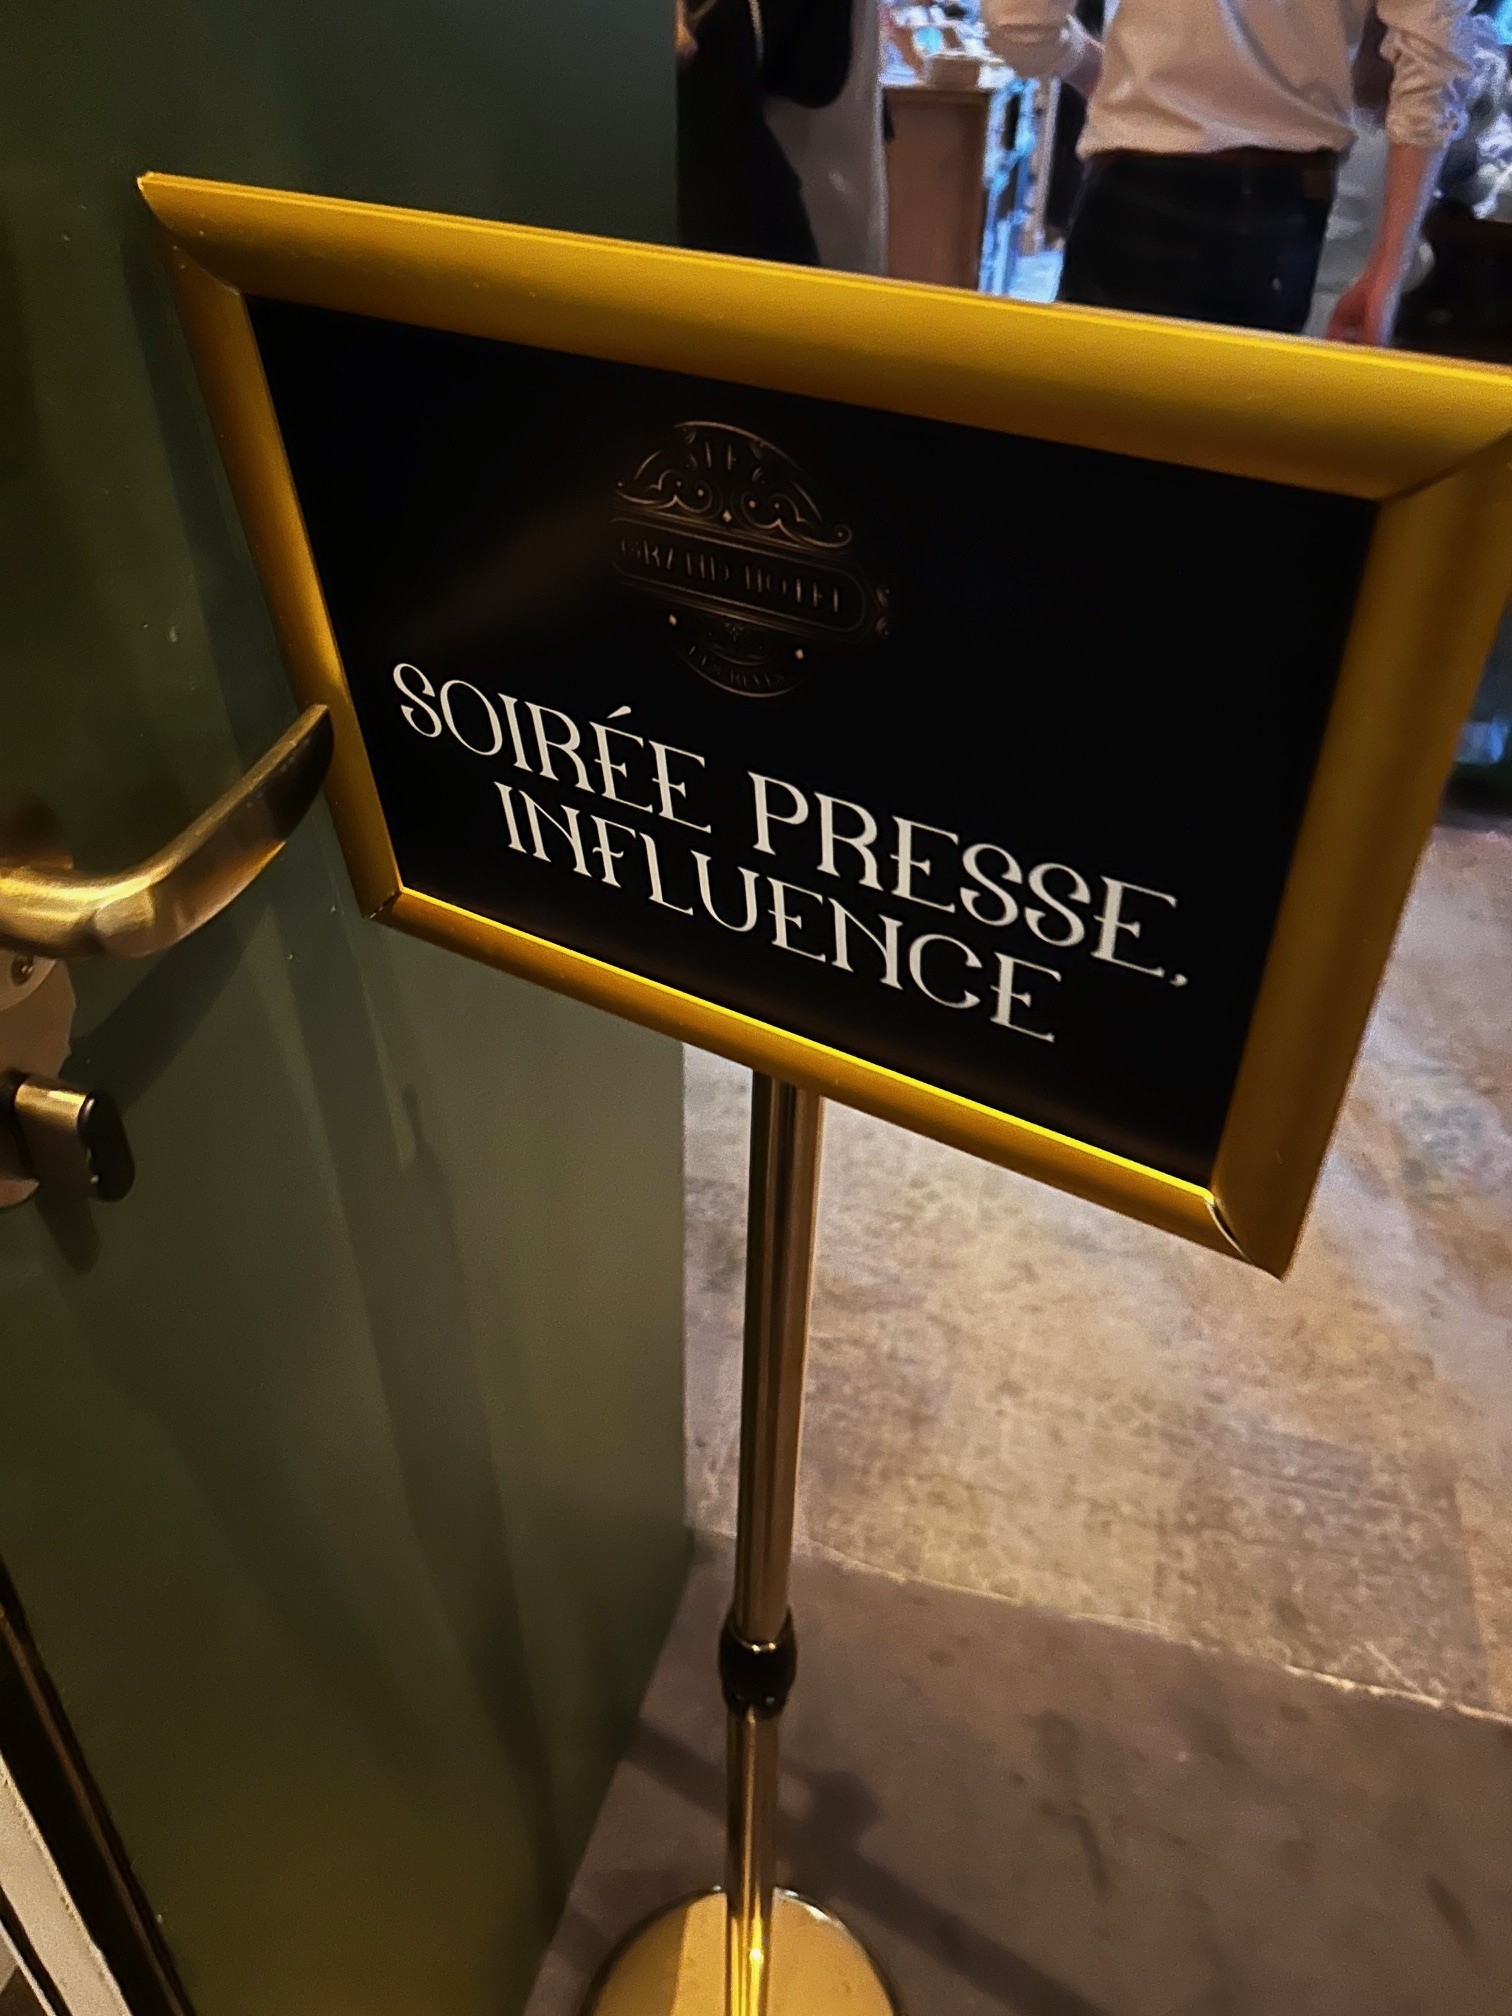 GRAND HOTEL
SOIRÉE PRESSE,
INFLUENCE